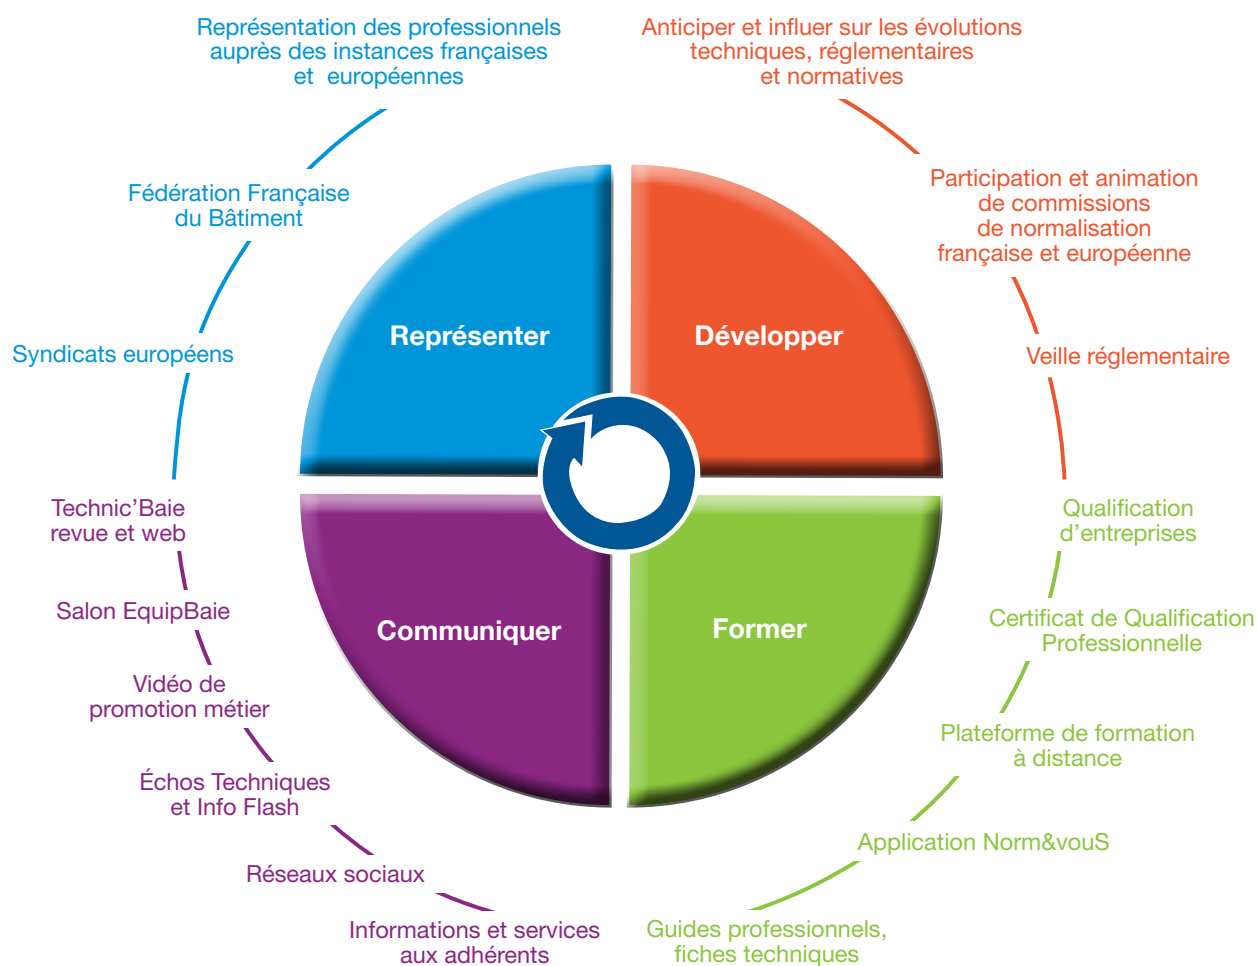 Représentation des professionnels
auprès des instances françaises
et européennes
Fédération Française
du Bâtiment
Syndicats européens
Représenter
Anticiper et influer sur les évolutions
techniques, réglementaires
et normatives
Participation et animation
de commissions
de normalisation
française et européenne
Veille réglementaire
Développer
Technic’Baie
revue et web
Salon EquipBaie
Vidéo de
promotion métier
Échos Techniques
et Info Flash
Réseaux sociaux
Informations et services
aux adhérents
Communiquer
Former
Qualification
d’entreprises
Certificat de Qualification
Professionnelle
Plateforme de formation
à distance
Application Norm&vouS
Guides professionnels,
fiches techniques